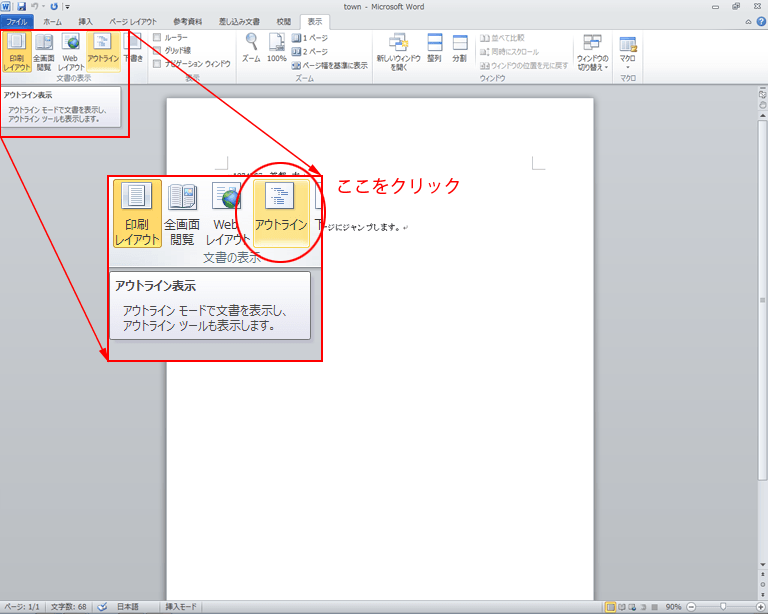 town - Microsoft Word
ファイル ホーム 挿入 ページ レイアウト 参考資料 差し込み文書 校閲 表示
印刷レイアウト 全画面閲覧 Web レイアウト アウトライン 下書き
文書の表示
ルーラー
グリッド線
ナビゲーション ウィンドウ
表示
ズーム 100%
1 ページ
2 ページ
ページ幅を基準に表示
ズーム
新しいウィンドウを開く 整列 分割
並べて比較
同時にスクロール
ウィンドウの位置を元に戻す
ウィンドウの切り替え
ウィンドウ
マクロ
マクロ
アウトライン表示
アウトライン モードで文書を表示し、
アウトライン ツールも表示します。
ここをクリック
印刷 全画面 Web アウトライン
レイアウト 閲覧 レイアウト
文書の表示
ージにジャンプします。
アウトライン表示
アウトライン モードで文書を表示し、
アウトライン ツールも表示します。
ページ: 1/1 文字数: 68 日本語 挿入モード 90%